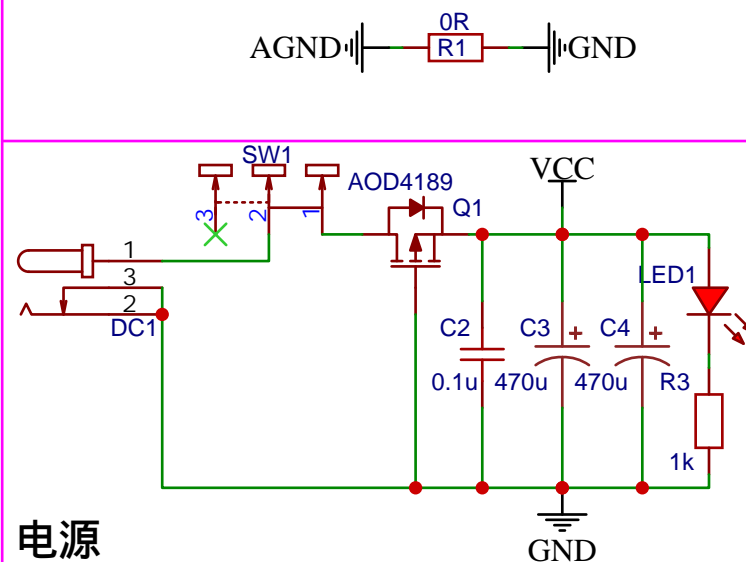 0R
AGND R1 GND
SW1
AOD4189
VCC
Q1
3 2 1
1
3
2
DC1
LED1
C2 C3 + C4 +
0.1u 470u 470u R3
1k
电源
GND